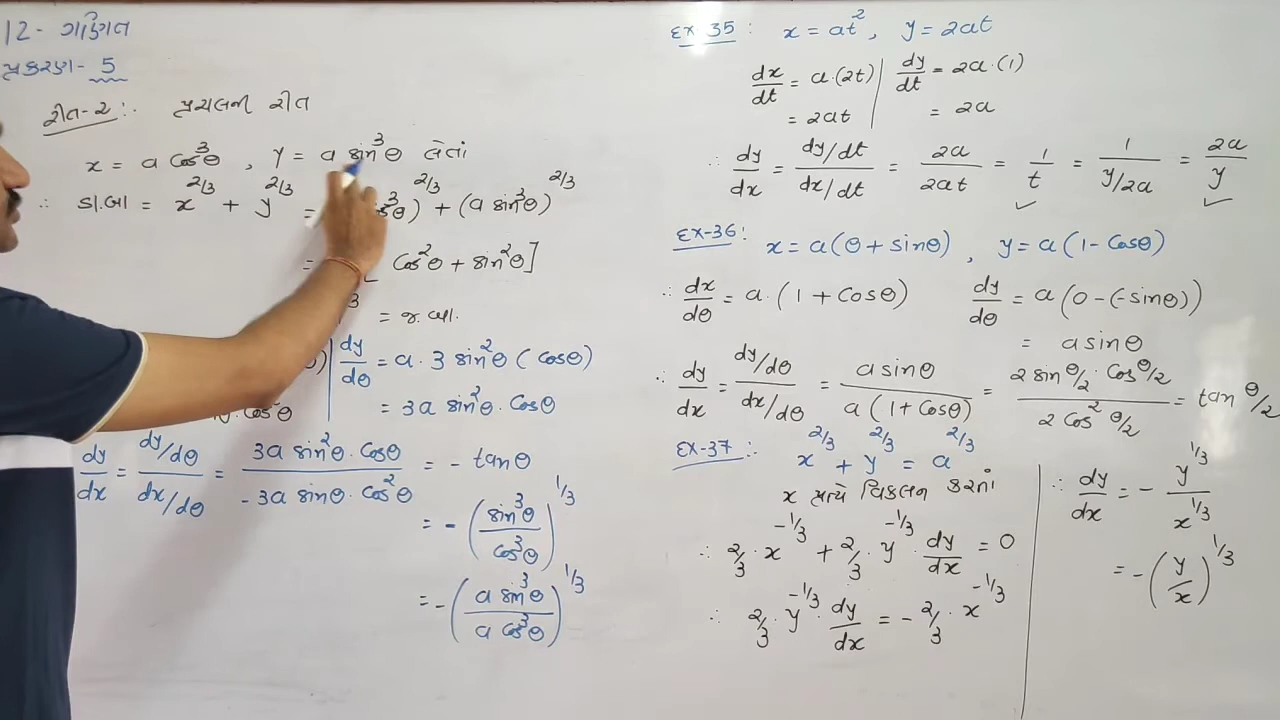 12 - ગણિત
પ્રકરણ - 5
રીત-2 :. પ્રચલની રીત
x = a cos³θ , y = a sin³θ લેતાં
∴ ડા.બા = x^2/3 + y^2/3 = θ)^2/3 + (a sin³θ)^2/3
= cos²θ + sin²θ]
= જ.બા.
dy/dθ = a · 3 sin²θ (cosθ)
cos²θ | = 3a sin²θ · cosθ
dy/dx = (dy/dθ)/(dx/dθ) = (3a sin²θ · cosθ)/(- 3a sinθ · cos²θ) = - tanθ
= - (sin³θ/cos³θ)^1/3
= - (a sin³θ/a cos³θ)^1/3
Ex 35 : x = at² , y = 2at
dx/dt = a·(2t) | dy/dt = 2a·(1)
= 2at | = 2a
∴ dy/dx = (dy/dt)/(dx/dt) = 2a/2at = 1/t = 1/(y/2a) = 2a/y
Ex-36 : x = a(θ + sinθ) , y = a(1 - cosθ)
∴ dx/dθ = a·(1 + cosθ) dy/dθ = a(0 - (-sinθ))
= a sinθ
∴ dy/dx = (dy/dθ)/(dx/dθ) = a sinθ/a(1 + cosθ) = (2 sin θ/2 · cos θ/2)/(2 cos² θ/2) = tan θ/2
Ex-37 :. x^2/3 + y^2/3 = a^2/3
x પ્રત્યે વિકલન કરતાં
∴ 2/3 · x^-1/3 + 2/3 · y^-1/3 · dy/dx = 0
∴ 2/3 · y^-1/3 · dy/dx = - 2/3 · x^-1/3
∴ dy/dx = - y^1/3/x^1/3
= - (y/x)^1/3